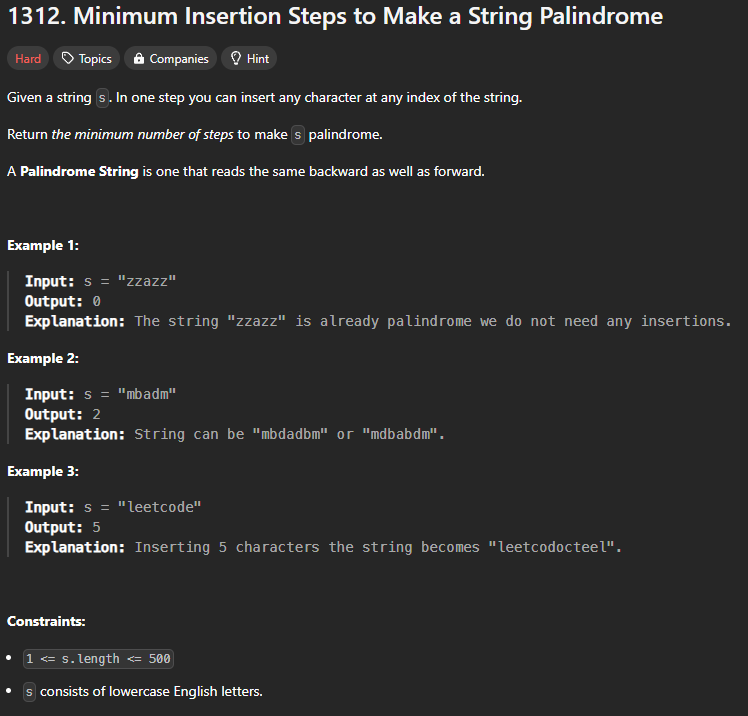 1312. Minimum Insertion Steps to Make a String Palindrome
Hard Topics Companies Hint
Given a string s. In one step you can insert any character at any index of the string.
Return the minimum number of steps to make s palindrome.
A Palindrome String is one that reads the same backward as well as forward.
Example 1:
Input: s = "zzazz"
Output: 0
Explanation: The string "zzazz" is already palindrome we do not need any insertions.
Example 2:
Input: s = "mbadm"
Output: 2
Explanation: String can be "mbdadbm" or "mdbabdm".
Example 3:
Input: s = "leetcode"
Output: 5
Explanation: Inserting 5 characters the string becomes "leetcodocteel".
Constraints:
• 1 <= s.length <= 500
• s consists of lowercase English letters.